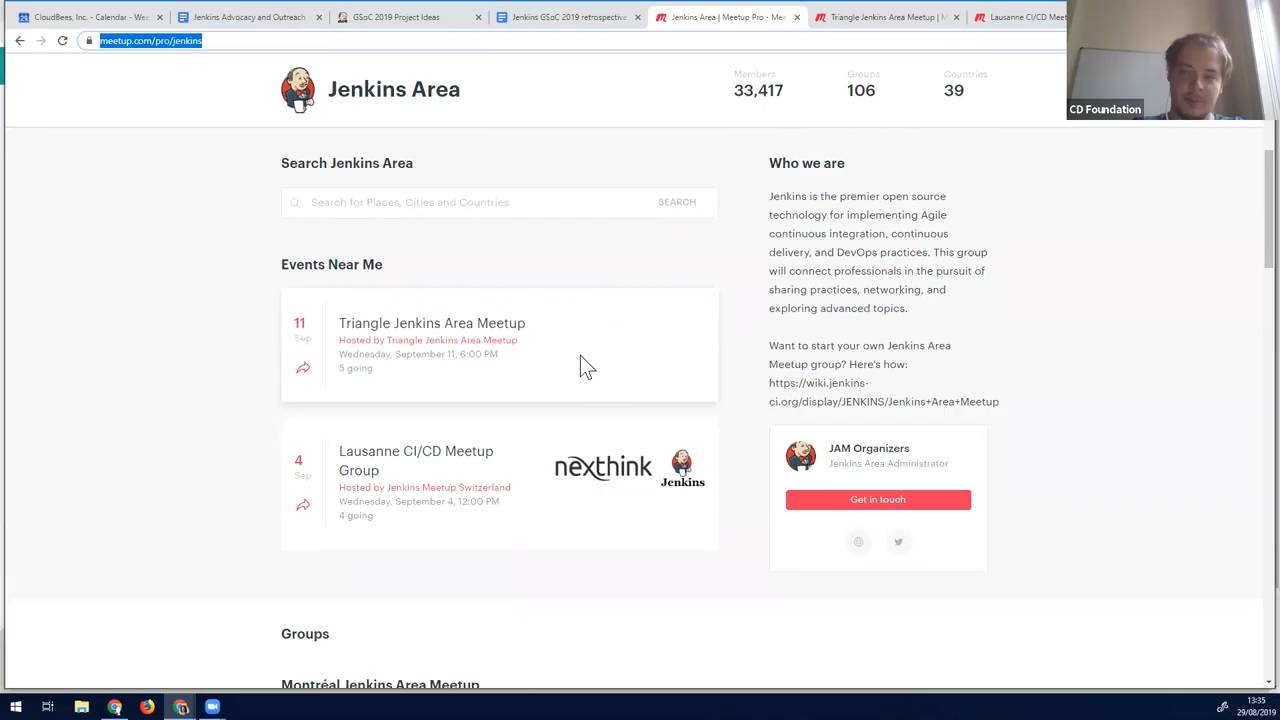 CloudBees, Inc. - Calendar - Wee
Jenkins Advocacy and Outreach
GSoC 2019 Project Ideas
Jenkins GSoC 2019 retrospective
Jenkins Area | Meetup Pro - Mee
Triangle Jenkins Area Meetup | M
Lausanne CI/CD Meet
meetup.com/pro/jenkins
CD Foundation
Jenkins Area
Members
33,417
Groups
106
Countries
39
Search Jenkins Area
Search for Places, Cities and Countries
SEARCH
Events Near Me
11
Sep
Triangle Jenkins Area Meetup
Hosted by Triangle Jenkins Area Meetup
Wednesday, September 11, 6:00 PM
5 going
4
Sep
Lausanne CI/CD Meetup
Group
Hosted by Jenkins Meetup Switzerland
Wednesday, September 4, 12:00 PM
4 going
nexthink
Jenkins
Who we are
Jenkins is the premier open source
technology for implementing Agile
continuous integration, continuous
delivery, and DevOps practices. This group
will connect professionals in the pursuit of
sharing practices, networking, and
exploring advanced topics.
Want to start your own Jenkins Area
Meetup group? Here's how:
https://wiki.jenkins-
ci.org/display/JENKINS/Jenkins+Area+Meetup
JAM Organizers
Jenkins Area Administrator
Get in touch
Groups
Montréal Jenkins Area Meetup
13:35
29/08/2019